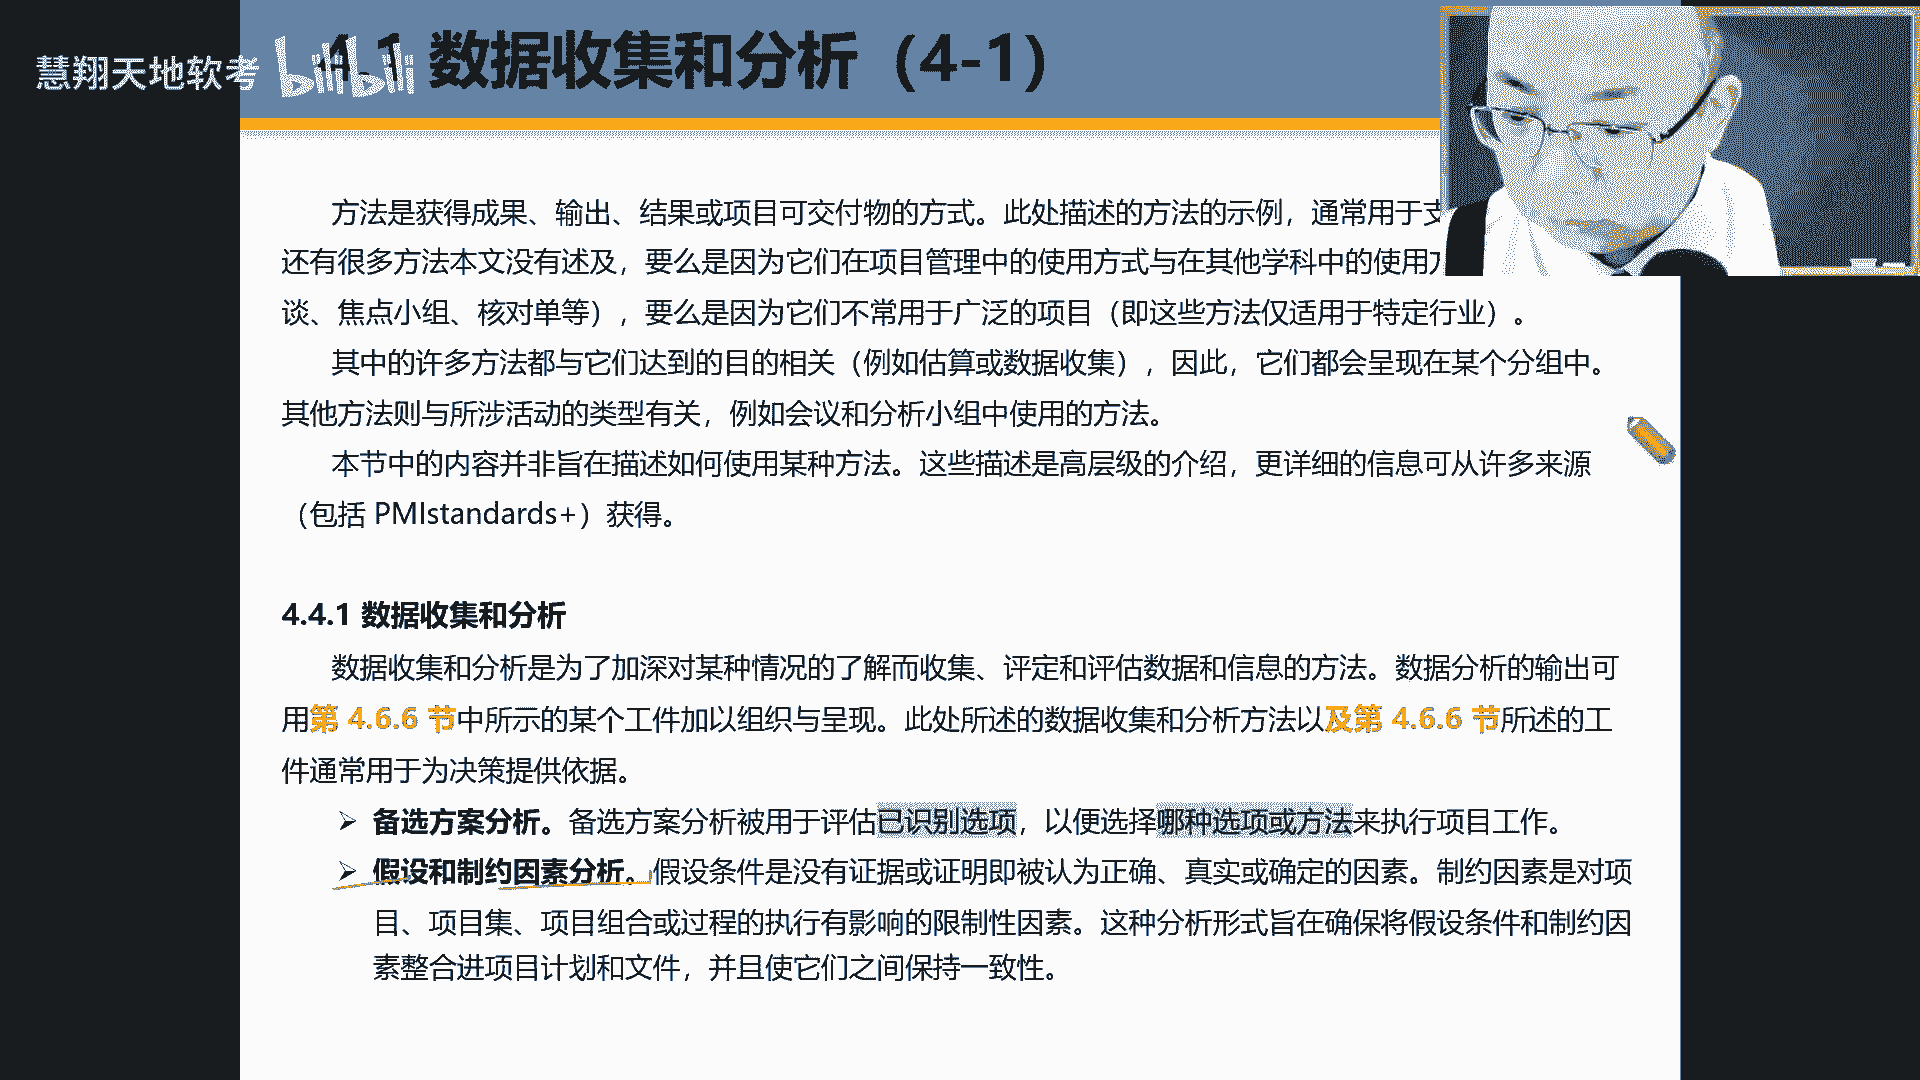 慧翔天地软考 bilibili
4.1 数据收集和分析（4-1）
方法是获得成果、输出、结果或项目可交付物的方式。此处描述的方法的示例，通常用于
还有很多方法本文没有述及，要么是因为它们在项目管理中的使用方式与在其他学科中的使用
谈、焦点小组、核对单等），要么是因为它们不常用于广泛的项目（即这些方法仅适用于特定行业）。
其中的许多方法都与它们达到的目的相关（例如估算或数据收集），因此，它们都会呈现在某个分组中。
其他方法则与所涉活动的类型有关，例如会议和分析小组中使用的方法。
本节中的内容并非旨在描述如何使用某种方法。这些描述是高层级的介绍，更详细的信息可从许多来源
（包括 PMIstandards+）获得。
4.4.1 数据收集和分析
数据收集和分析是为了加深对某种情况的了解而收集、评定和评估数据和信息的方法。数据分析的输出可
用第 4.6.6 节中所示的某个工件加以组织与呈现。此处所述的数据收集和分析方法以及第 4.6.6 节所述的工
件通常用于为决策提供依据。
➢ 备选方案分析。备选方案分析被用于评估已识别选项，以便选择哪种选项或方法来执行项目工作。
➢ 假设和制约因素分析。假设条件是没有证据或证明即被认为正确、真实或确定的因素。制约因素是对项
目、项目集、项目组合或过程的执行有影响的限制性因素。这种分析形式旨在确保将假设条件和制约因
素整合进项目计划和文件，并且使它们之间保持一致性。